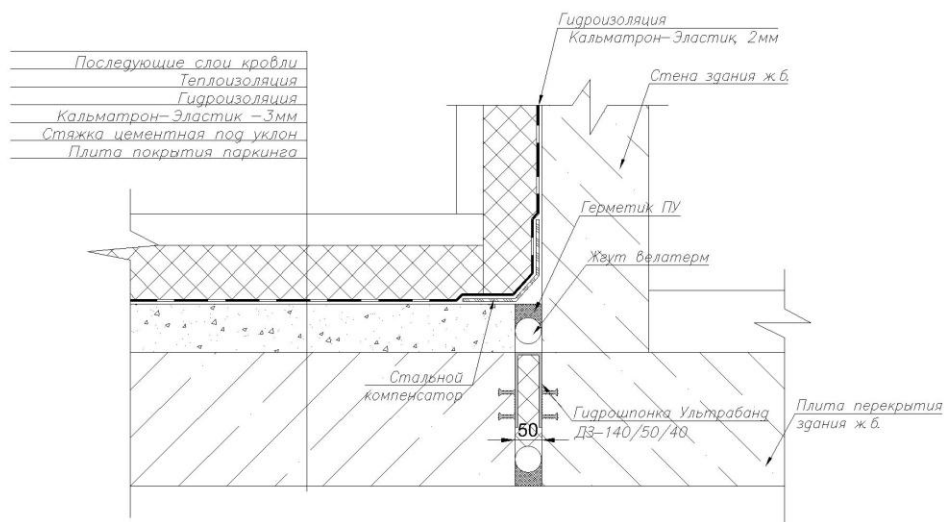 Гидроизоляция
Кальматрон-Эластик, 2мм
Последующие слои кровли
Теплоизоляция
Гидроизоляция
Кальматрон-Эластик -3мм
Стяжка цементная под уклон
Плита покрытия паркинга
Стена здания ж.б.
Герметик ПУ
Жгут велатерм
Стальной
компенсатор
Гидрошпонка Ультрабанд
ДЗ-140/50/40
50
Плита перекрытия
здания ж.б.